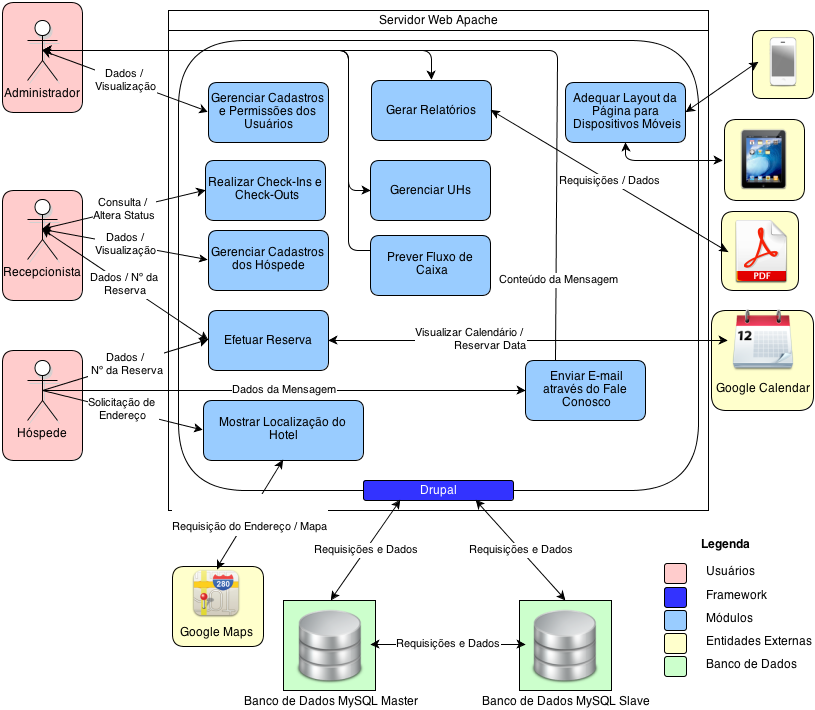 Servidor Web Apache
Administrador
Dados /
Visualização
Gerenciar Cadastros
e Permissões dos
Usuários
Gerar Relatórios
Adequar Layout da
Página para
Dispositivos Móveis
Requisições / Dados
Consulta /
Altera Status
Realizar Check-Ins e
Check-Outs
Gerenciar UHs
Recepcionista
Dados /
Visualização
Gerenciar Cadastros
dos Hóspede
Prever Fluxo de
Caixa
PDF
Dados / Nº da
Reserva
Conteúdo da Mensagem
Efetuar Reserva
Visualizar Calendário /
Reservar Data
12
Google Calendar
Dados /
Nº da Reserva
Dados da Mensagem
Enviar E-mail
através do Fale
Conosco
Hóspede
Solicitação de
Endereço
Mostrar Localização do
Hotel
Drupal
Requisição do Endereço / Mapa
Requisições e Dados
Requisições e Dados
280
Google Maps
Requisições e Dados
Banco de Dados MySQL Master
Banco de Dados MySQL Slave
Legenda
Usuários
Framework
Módulos
Entidades Externas
Banco de Dados